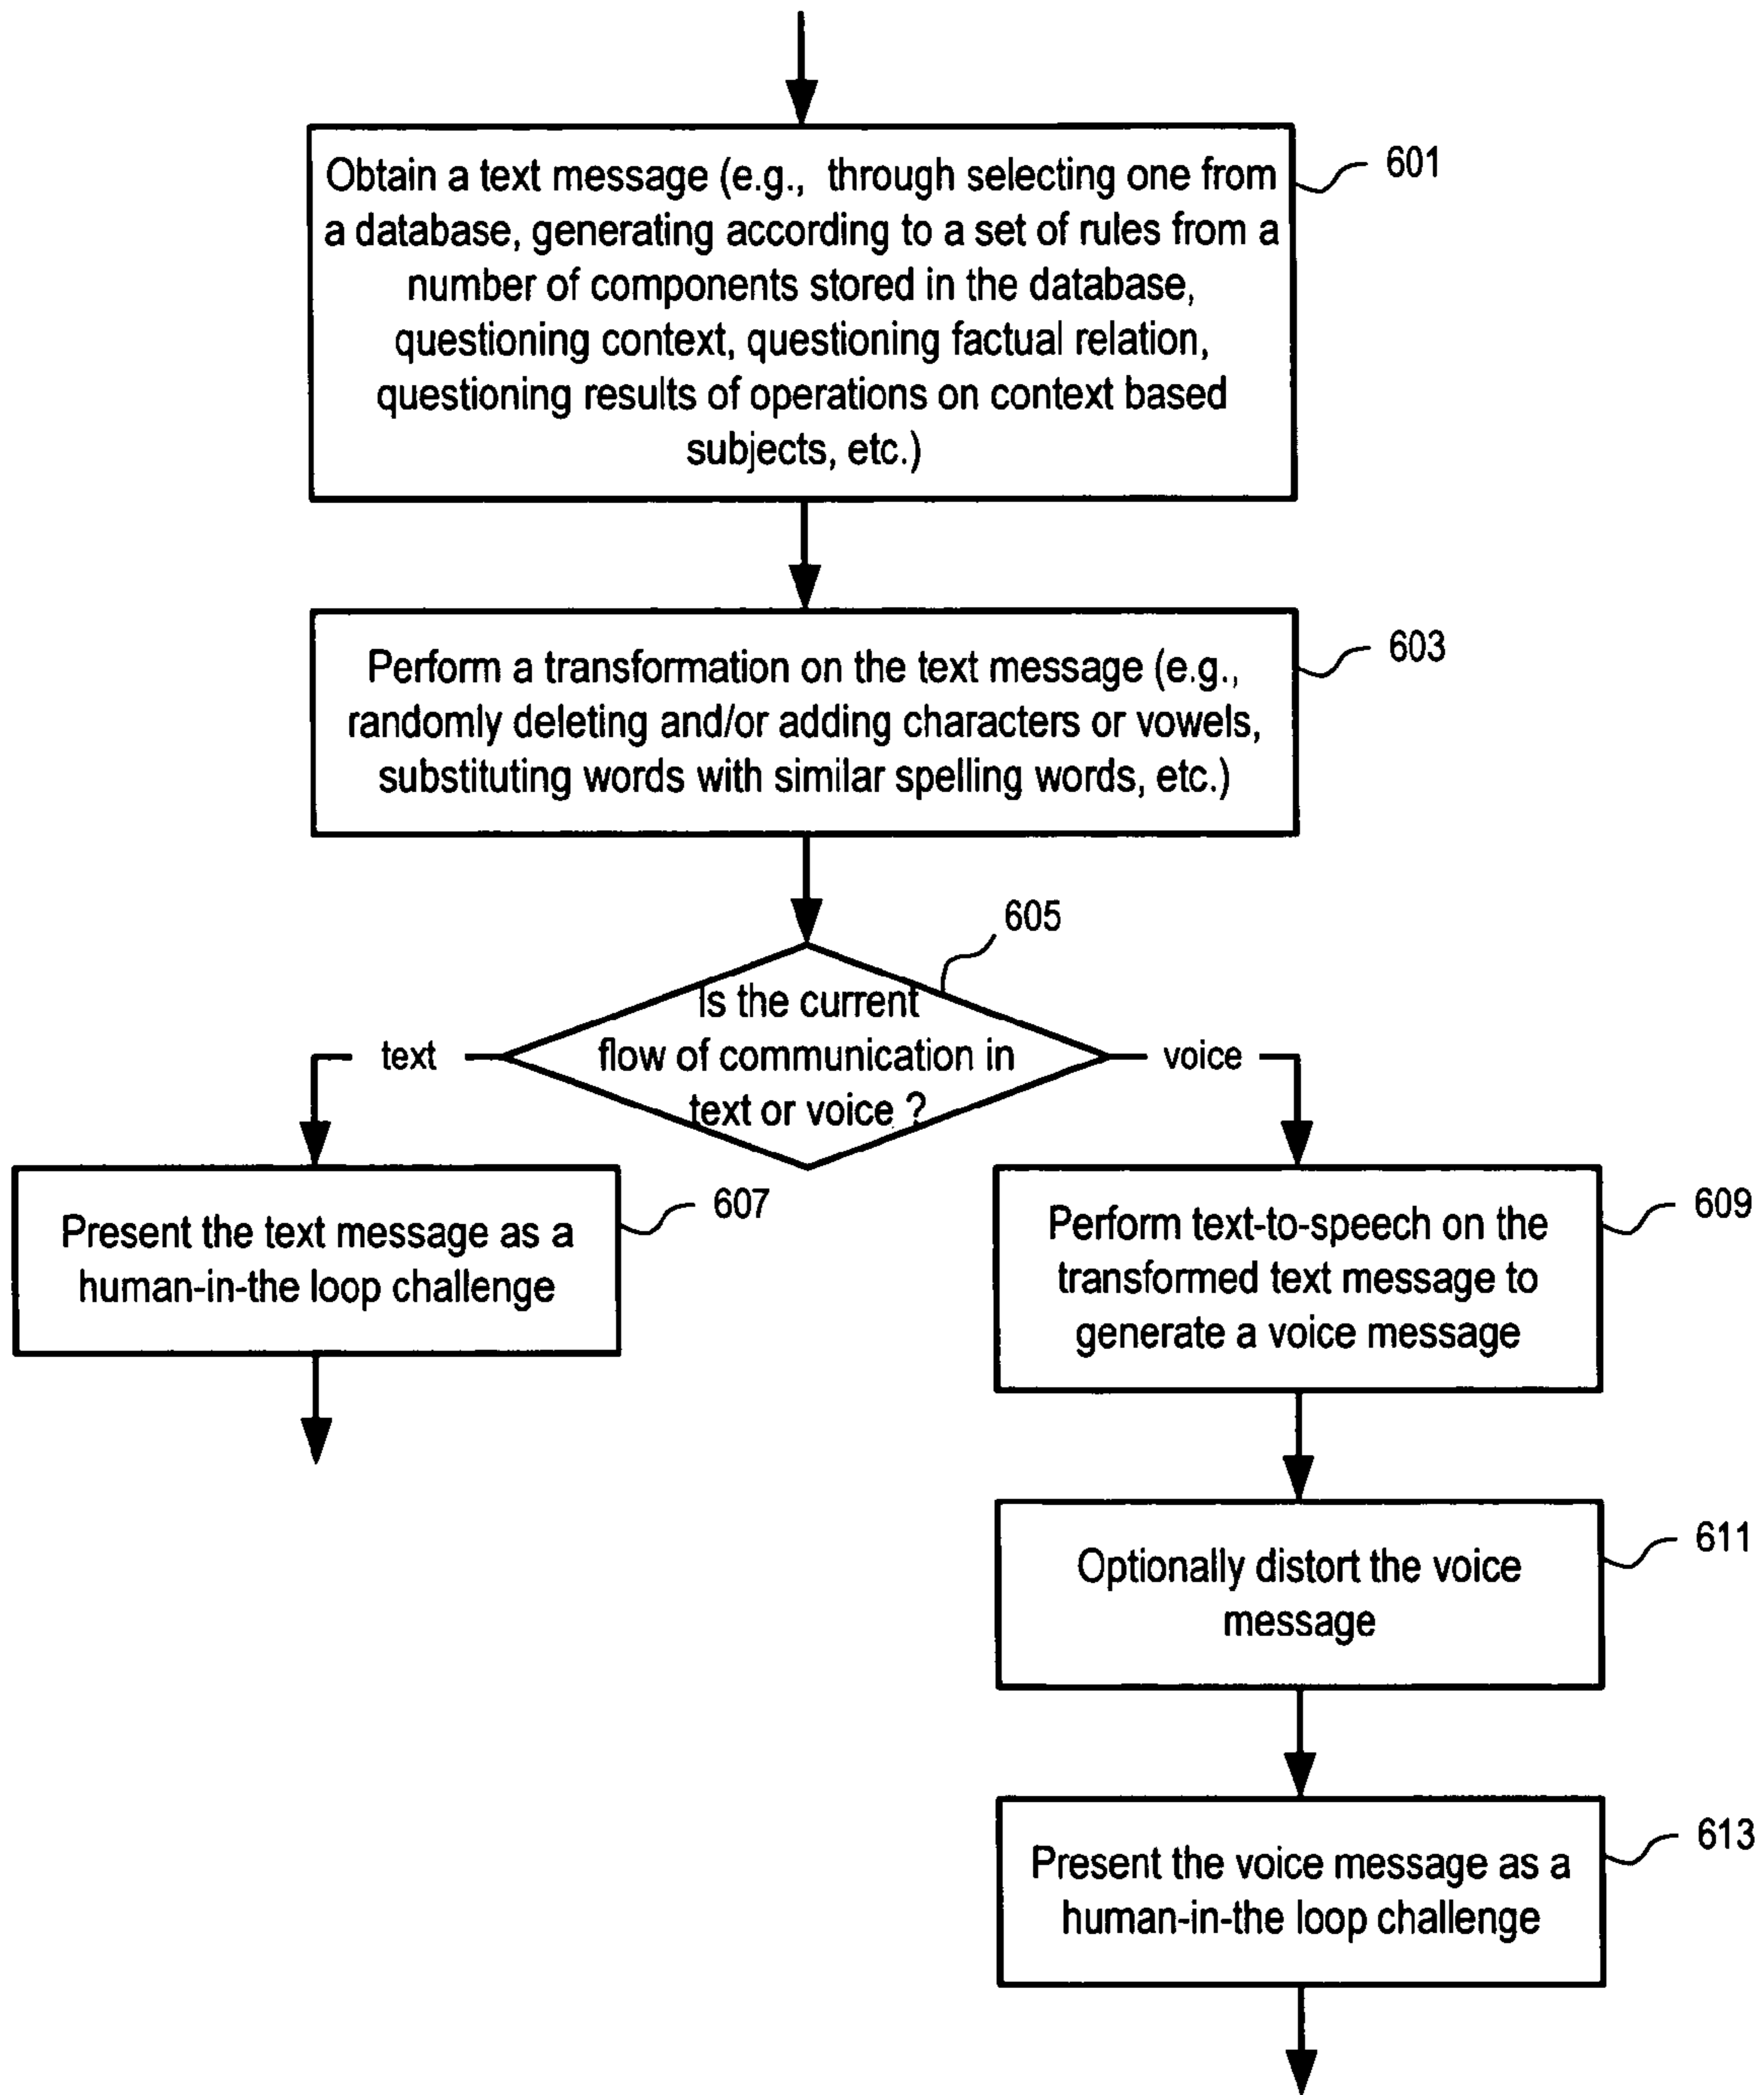 Obtain a text message (e.g., through selecting one from
a database, generating according to a set of rules from a
number of components stored in the database,
questioning context, questioning factual relation,
questioning results of operations on context based
subjects, etc.)
601
Perform a transformation on the text message (e.g.,
randomly deleting and/or adding characters or vowels,
substituting words with similar spelling words, etc.)
603
605
Is the current
flow of communication in
text or voice ?
text
voice
Present the text message as a
human-in-the loop challenge
607
Perform text-to-speech on the
transformed text message to
generate a voice message
609
Optionally distort the voice
message
611
Present the voice message as a
human-in-the loop challenge
613